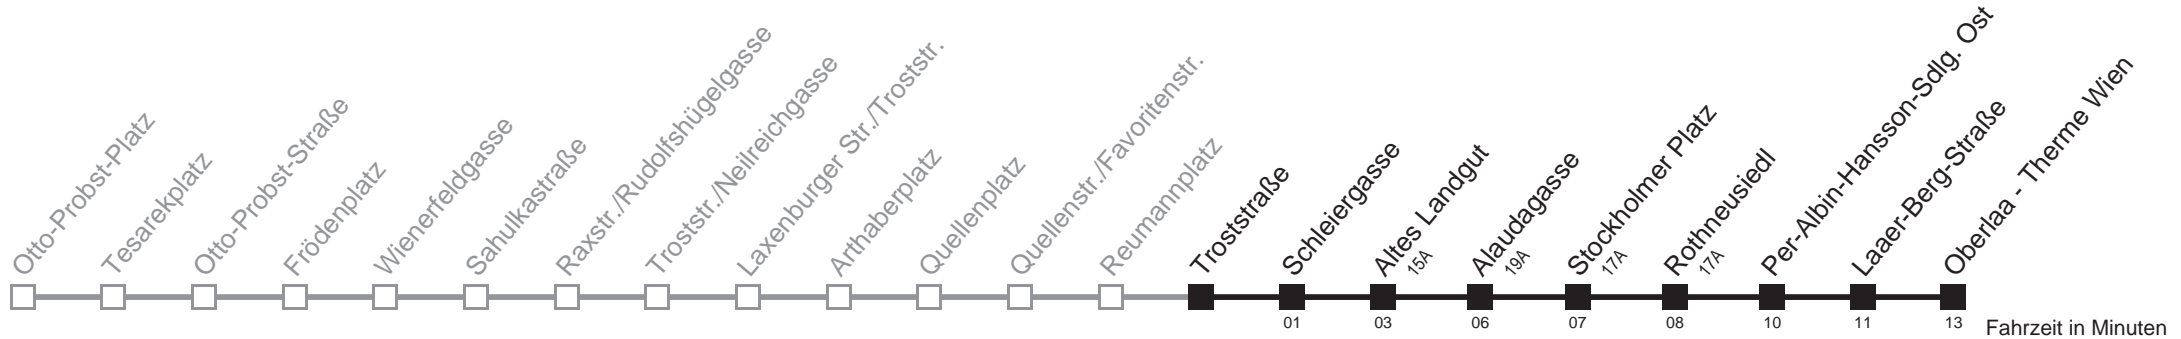 Otto-Probst-Platz
Tesarekplatz
Otto-Probst-Straße
Frödenplatz
Wienerfeldgasse
Sahulkastraße
Raxstr./Rudolfshügelgasse
Troststr./Neilreichgasse
Laxenburger Str./Troststr.
Arthaberplatz
Quellenplatz
Quellenstr./Favoritenstr.
Reumannplatz
Troststraße
Schleiergasse
01
Altes Landgut
15A
03
Alaudagasse
19A
06
Stockholmer Platz
17A
07
Rothneusiedl
17A
08
Per-Albin-Hansson-Sdlg. Ost
10
Laaer-Berg-Straße
11
Oberlaa - Therme Wien
13
Fahrzeit in Minuten